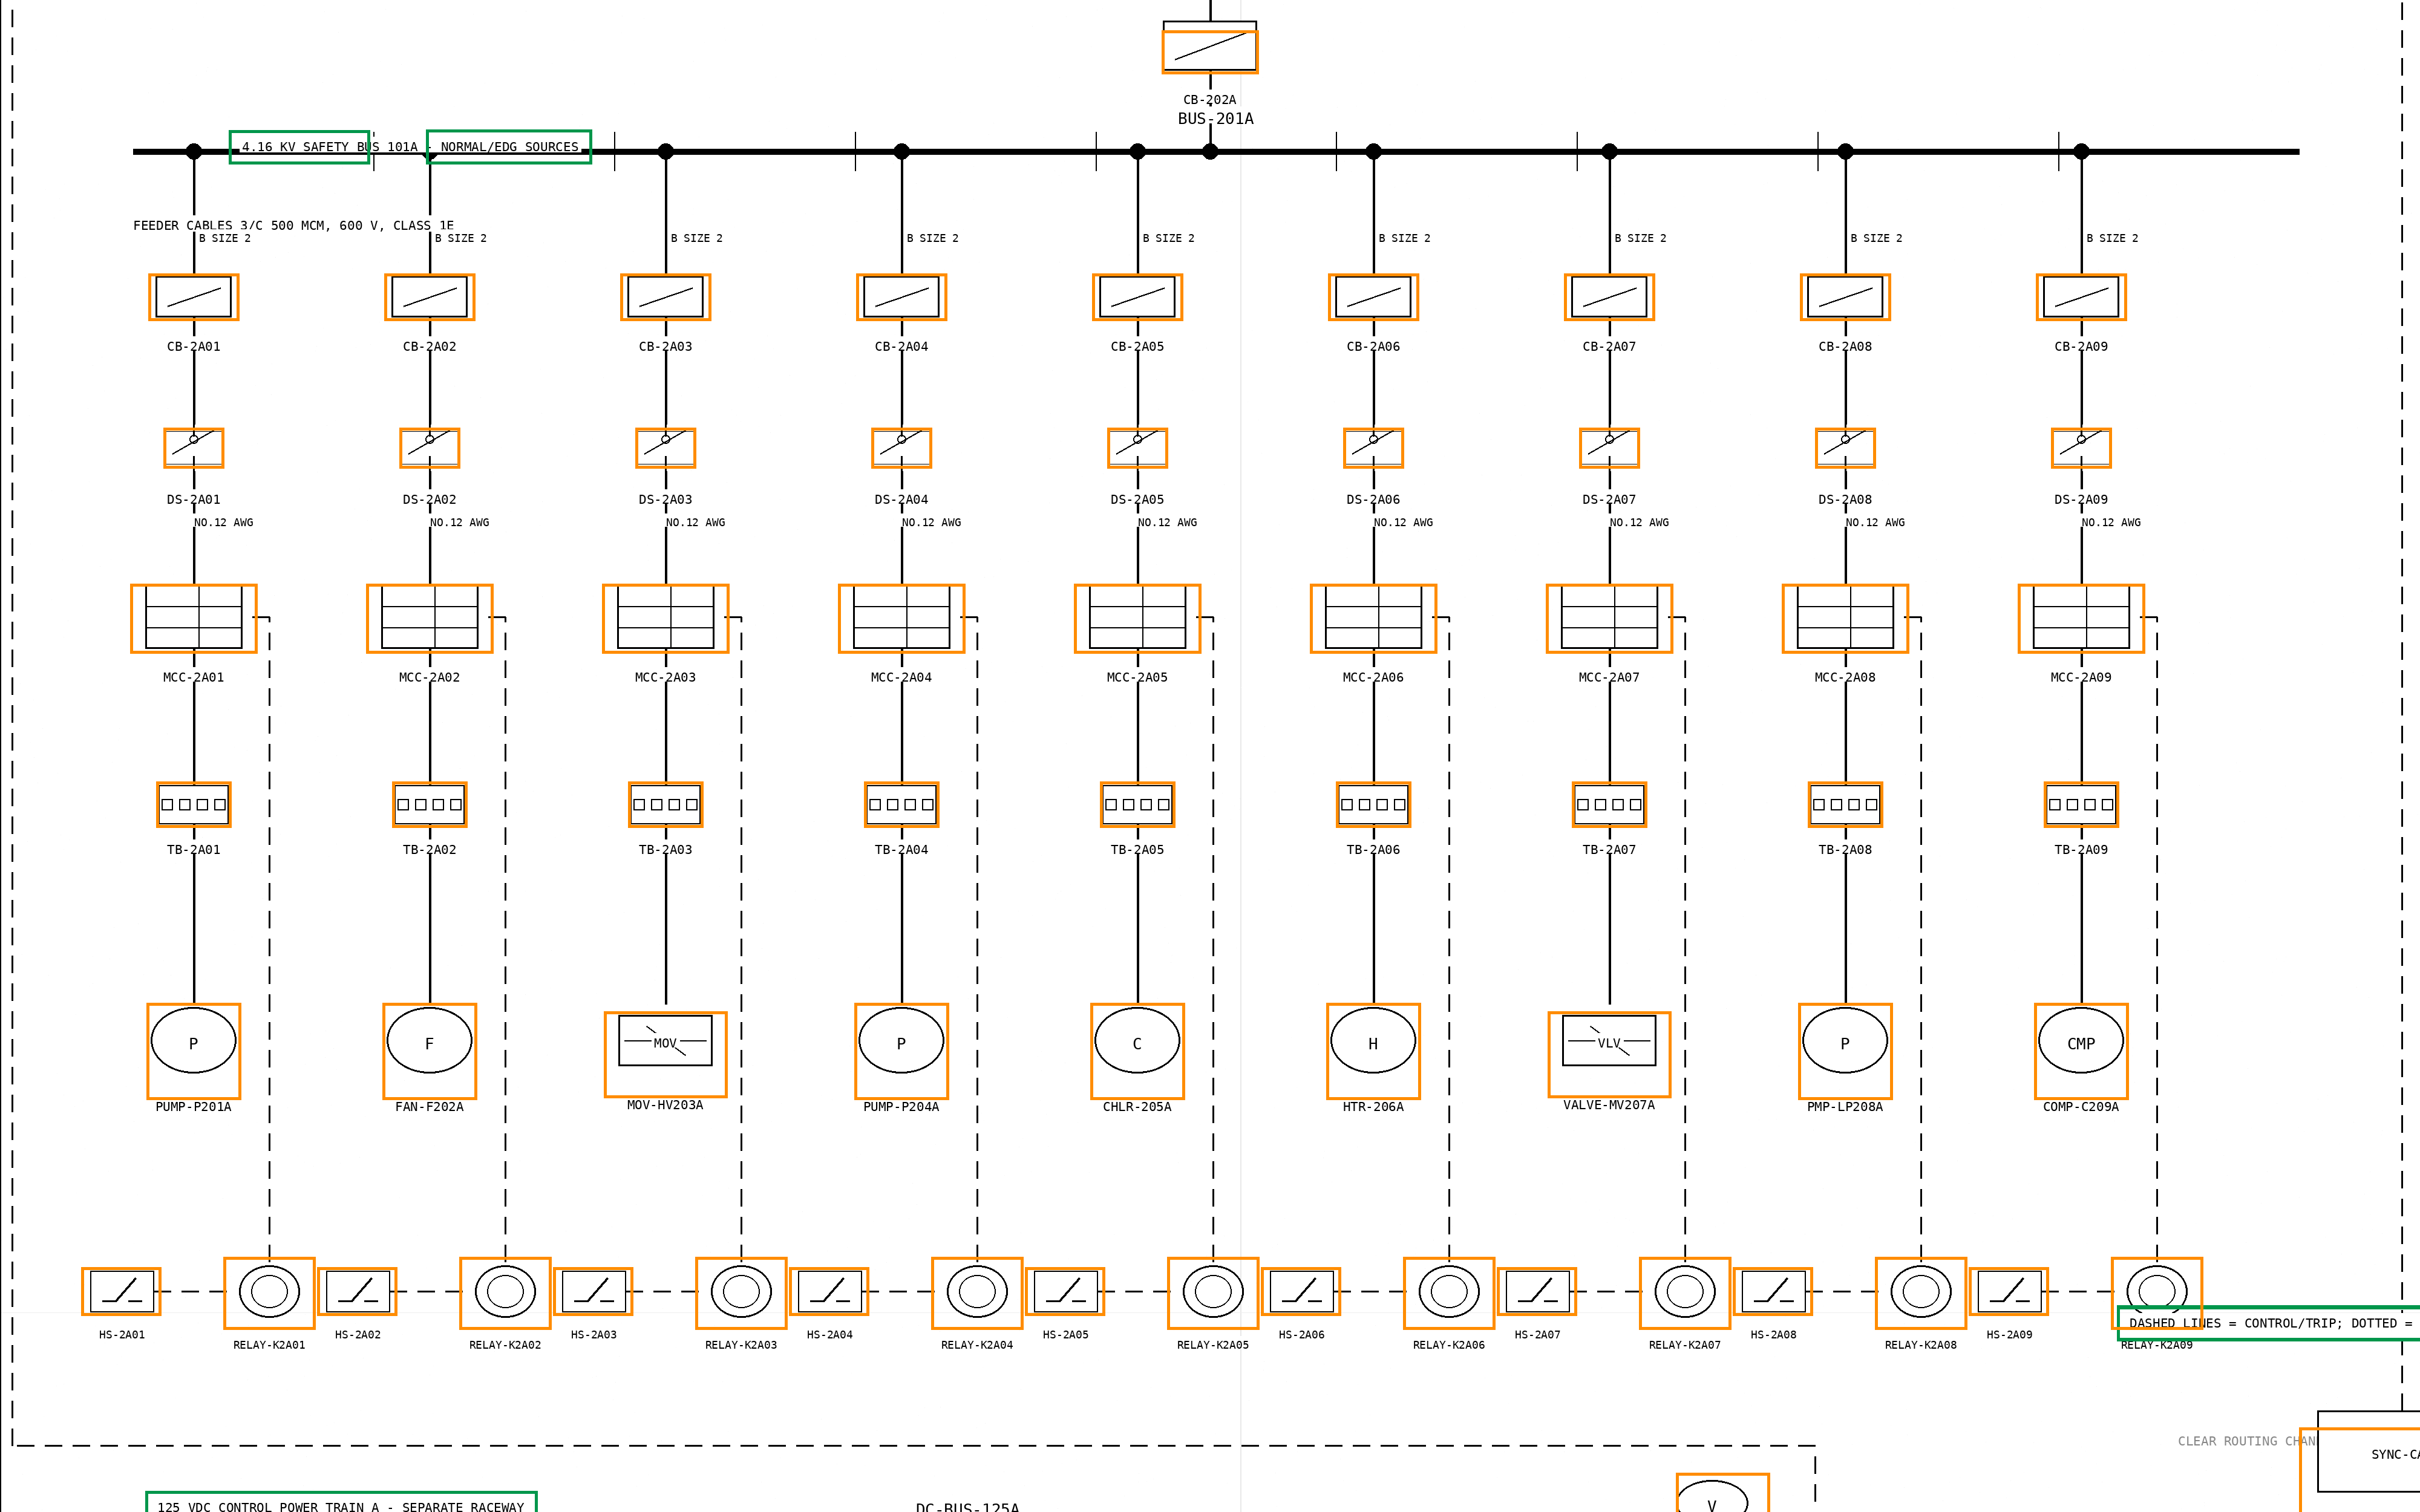 CB-202A
BUS-201A
4.16 KV SAFETY BUS 101A - NORMAL/EDG SOURCES
FEEDER CABLES 3/C 500 MCM, 600 V, CLASS 1E
B SIZE 2 B SIZE 2 B SIZE 2 B SIZE 2 B SIZE 2 B SIZE 2 B SIZE 2 B SIZE 2 B SIZE 2
CB-2A01 CB-2A02 CB-2A03 CB-2A04 CB-2A05 CB-2A06 CB-2A07 CB-2A08 CB-2A09
DS-2A01 DS-2A02 DS-2A03 DS-2A04 DS-2A05 DS-2A06 DS-2A07 DS-2A08 DS-2A09
NO.12 AWG NO.12 AWG NO.12 AWG NO.12 AWG NO.12 AWG NO.12 AWG NO.12 AWG NO.12 AWG NO.12 AWG
MCC-2A01 MCC-2A02 MCC-2A03 MCC-2A04 MCC-2A05 MCC-2A06 MCC-2A07 MCC-2A08 MCC-2A09
TB-2A01 TB-2A02 TB-2A03 TB-2A04 TB-2A05 TB-2A06 TB-2A07 TB-2A08 TB-2A09
P F MOV P C H VLV P CMP
PUMP-P201A FAN-F202A MOV-HV203A PUMP-P204A CHLR-205A HTR-206A VALVE-MV207A PMP-LP208A COMP-C209A
DASHED LINES = CONTROL/TRIP; DOTTED =
HS-2A01 HS-2A02 HS-2A03 HS-2A04 HS-2A05 HS-2A06 HS-2A07 HS-2A08 HS-2A09
RELAY-K2A01 RELAY-K2A02 RELAY-K2A03 RELAY-K2A04 RELAY-K2A05 RELAY-K2A06 RELAY-K2A07 RELAY-K2A08 RELAY-K2A09
CLEAR ROUTING CHAN
SYNC-CA
125 VDC CONTROL POWER TRAIN A - SEPARATE RACEWAY
DC-BUS-125A
V